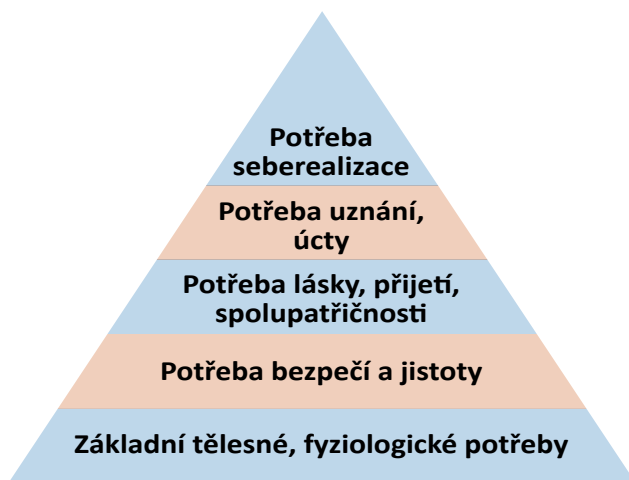 Potřeba
seberealizace
Potřeba uznání,
úcty
Potřeba lásky, přijetí,
spolupatřičnosti
Potřeba bezpečí a jistoty
Základní tělesné, fyziologické potřeby